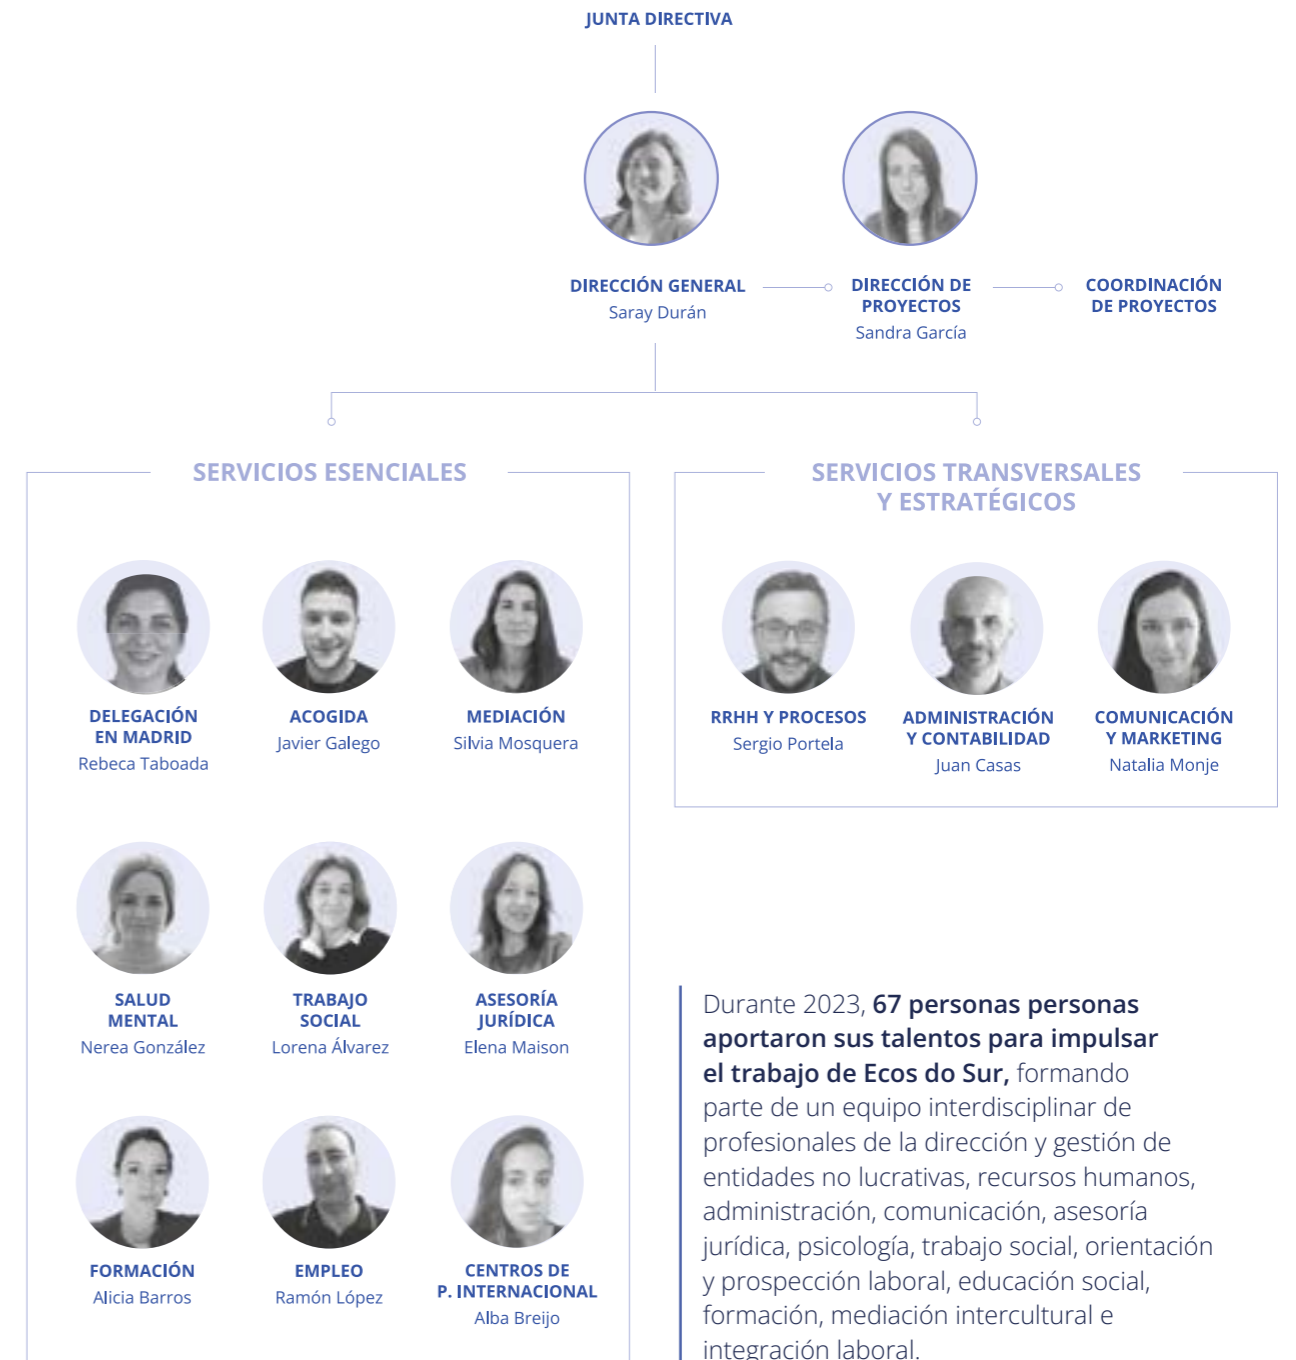 JUNTA DIRECTIVA
DIRECCIÓN GENERAL
Saray Durán
DIRECCIÓN DE
PROYECTOS
Sandra García
COORDINACIÓN
DE PROYECTOS
SERVICIOS ESENCIALES
DELEGACIÓN
EN MADRID
Rebeca Taboada
ACOGIDA
Javier Galego
MEDIACIÓN
Silvia Mosquera
SALUD
MENTAL
Nerea González
TRABAJO
SOCIAL
Lorena Álvarez
ASESORÍA
JURÍDICA
Elena Maison
FORMACIÓN
Alicia Barros
EMPLEO
Ramón López
CENTROS DE
P. INTERNACIONAL
Alba Breijo
SERVICIOS TRANSVERSALES
Y ESTRATÉGICOS
RRHH Y PROCESOS
Sergio Portela
ADMINISTRACIÓN
Y CONTABILIDAD
Juan Casas
COMUNICACIÓN
Y MARKETING
Natalia Monje
Durante 2023, 67 personas personas
aportaron sus talentos para impulsar
el trabajo de Ecos do Sur, formando
parte de un equipo interdisciplinar de
profesionales de la dirección y gestión de
entidades no lucrativas, recursos humanos,
administración, comunicación, asesoría
jurídica, psicología, trabajo social, orientación
y prospección laboral, educación social,
formación, mediación intercultural e
integración laboral.